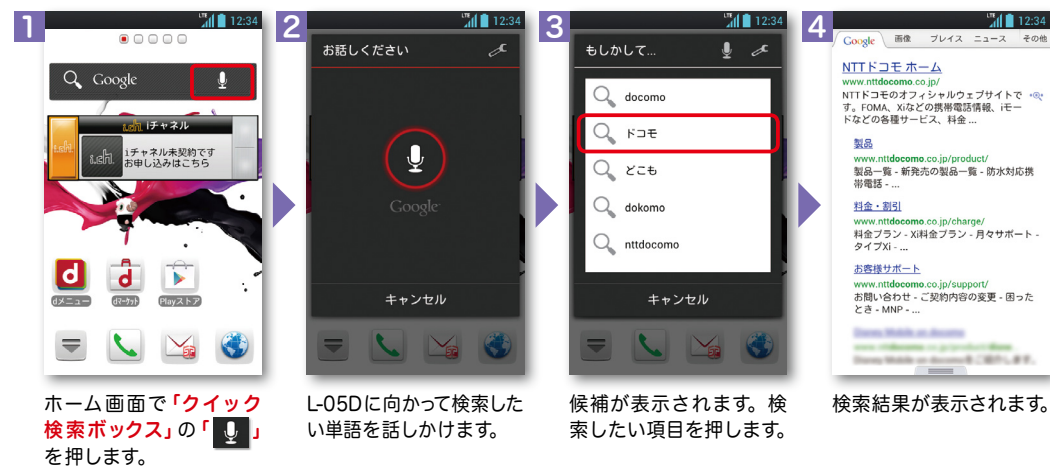 1
LTE 12:34
Google
i.ch. iチャネル
i.ch.
i.ch.
iチャネル未契約です
お申し込みはこちら
d
d
dメニュー
dマーケット
Playストア
ホーム画面で「クイック
検索ボックス」の「 」
を押します。
2
LTE 12:34
お話しください
Google
キャンセル
L-05Dに向かって検索した
い単語を話しかけます。
3
LTE 12:34
もしかして...
docomo
ドコモ
どこも
dokomo
nttdocomo
キャンセル
候補が表示されます。検
索したい項目を押します。
4
LTE 12:34
Google 画像 プレイス ニュース その他
NTTドコモ ホーム
www.nttdocomo.co.jp/
NTTドコモのオフィシャルウェブサイトで
す。FOMA、Xiなどの携帯電話情報、iモー
ドなどの各種サービス、料金 ...
製品
www.nttdocomo.co.jp/product/
製品一覧 - 新発売の製品一覧 - 防水対応携
帯電話 - ...
料金・割引
www.nttdocomo.co.jp/charge/
料金プラン - Xi料金プラン - 月々サポート -
タイプXi - ...
お客様サポート
www.nttdocomo.co.jp/support/
お問い合わせ - ご契約内容の変更 - 困った
とき - MNP - ...
検索結果が表示されます。